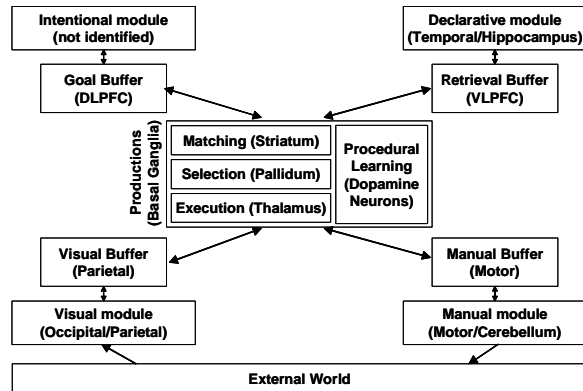 Intentional module
(not identified)
Declarative module
(Temporal/Hippocampus)
Goal Buffer
(DLPFC)
Retrieval Buffer
(VLPFC)
Productions
(Basal Ganglia)
Matching (Striatum)
Selection (Pallidum)
Execution (Thalamus)
Procedural
Learning
(Dopamine
Neurons)
Visual Buffer
(Parietal)
Manual Buffer
(Motor)
Visual module
(Occipital/Parietal)
Manual module
(Motor/Cerebellum)
External World